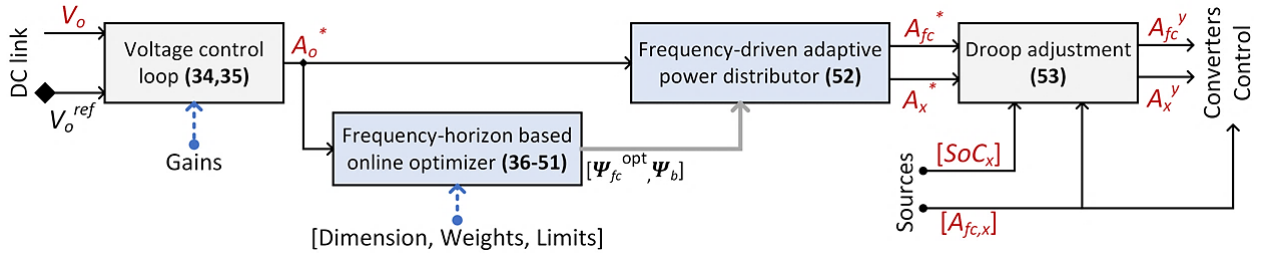 DC link
V_o
V_o^ref
Voltage control
loop (34,35)
Gains
A_o^*
Frequency-horizon based
online optimizer (36-51)
[Dimension, Weights, Limits]
[Ψ_fc^opt, Ψ_b]
Frequency-driven adaptive
power distributor (52)
A_fc^*
A_x^*
Droop adjustment
(53)
A_fc^y
A_x^y
Converters
Control
Sources
[SoC_x]
[A_fc,x]